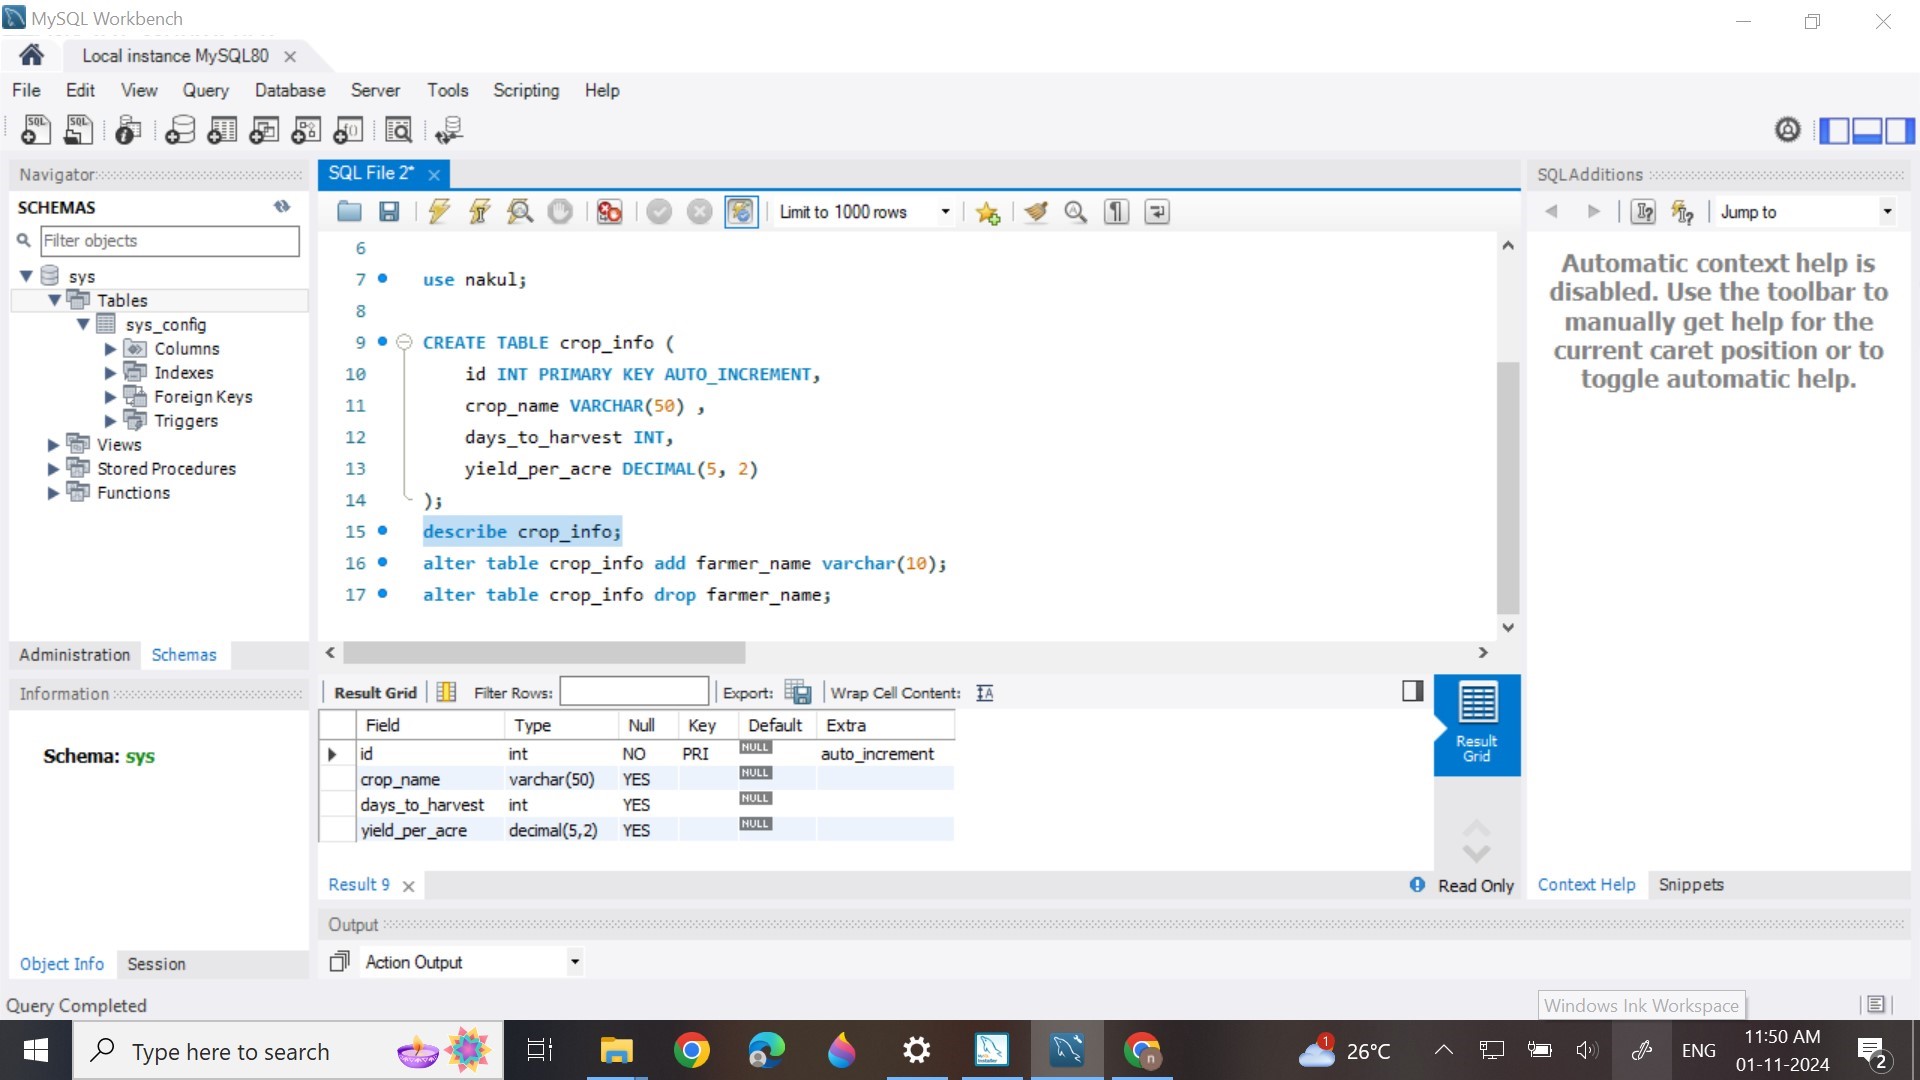 MySQL Workbench
Local instance MySQL80
File Edit View Query Database Server Tools Scripting Help
Navigator
SCHEMAS
Filter objects
sys
Tables
sys_config
Columns
Indexes
Foreign Keys
Triggers
Views
Stored Procedures
Functions
Administration Schemas
Information
Schema: sys
Object Info Session
SQL File 2*
Limit to 1000 rows
6
7 use nakul;
8
9 CREATE TABLE crop_info (
10 id INT PRIMARY KEY AUTO_INCREMENT,
11 crop_name VARCHAR(50) ,
12 days_to_harvest INT,
13 yield_per_acre DECIMAL(5, 2)
14 );
15 describe crop_info;
16 alter table crop_info add farmer_name varchar(10);
17 alter table crop_info drop farmer_name;
Result Grid Filter Rows: Export: Wrap Cell Content:
Field Type Null Key Default Extra
id int NO PRI NULL auto_increment
crop_name varchar(50) YES NULL
days_to_harvest int YES NULL
yield_per_acre decimal(5,2) YES NULL
Result Grid
Result 9
Read Only
Output
Action Output
SQLAdditions
Jump to
Automatic context help is
disabled. Use the toolbar to
manually get help for the
current caret position or to
toggle automatic help.
Context Help Snippets
Query Completed
Windows Ink Workspace
Type here to search
1
26°C
ENG
11:50 AM
01-11-2024
2